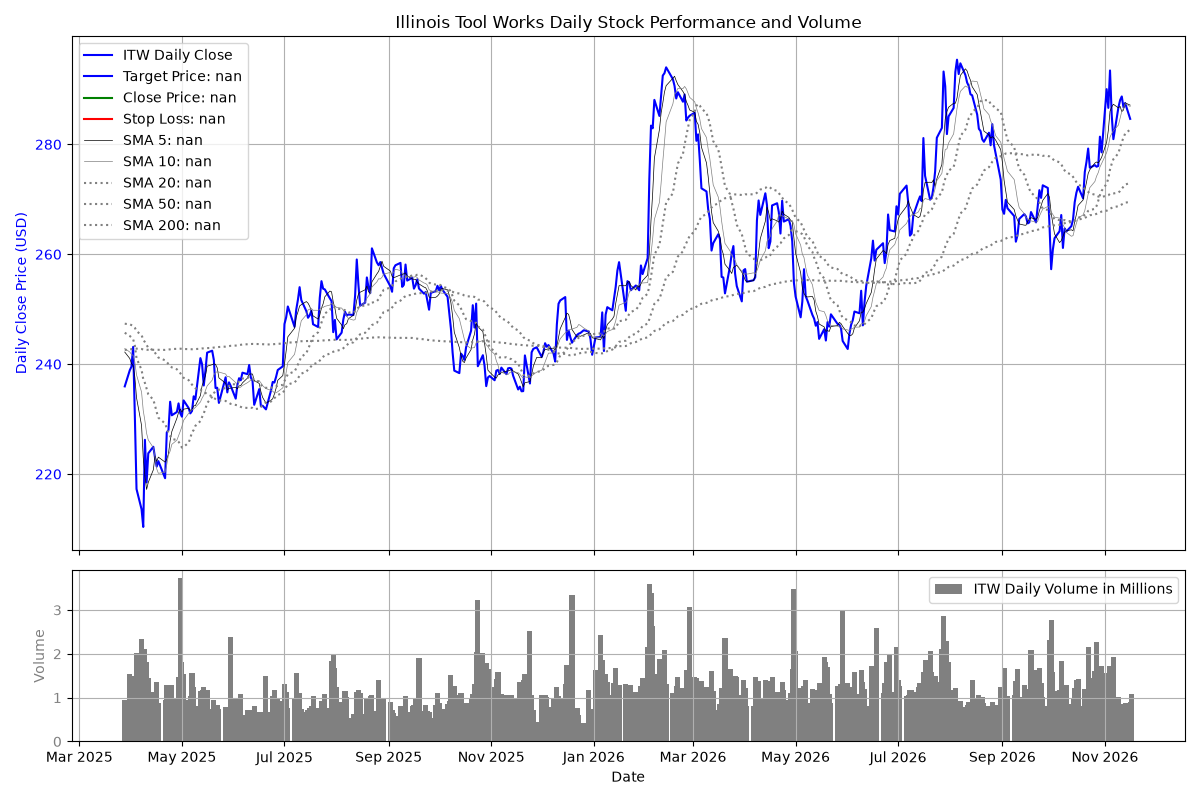 Illinois Tool Works Daily Stock Performance and Volume
ITW Daily Close
Target Price: nan
Close Price: nan
Stop Loss: nan
SMA 5: nan
SMA 10: nan
SMA 20: nan
SMA 50: nan
SMA 200: nan
Daily Close Price (USD)
280
260
240
220
ITW Daily Volume in Millions
Volume
3
2
1
0
Mar 2025 May 2025 Jul 2025 Sep 2025 Nov 2025 Jan 2026 Mar 2026 May 2026 Jul 2026 Sep 2026 Nov 2026
Date